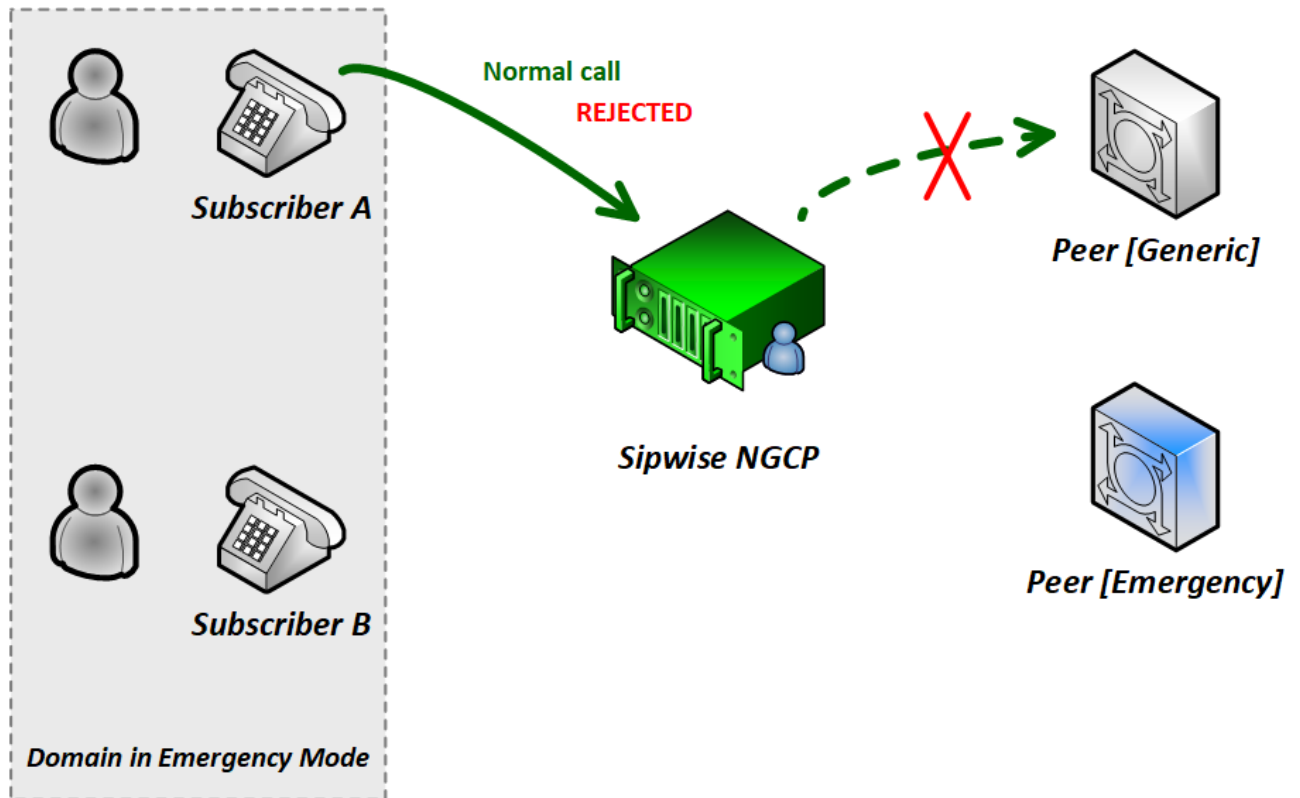 Normal call
REJECTED
Subscriber A
Peer [Generic]
Sipwise NGCP
Peer [Emergency]
Subscriber B
Domain in Emergency Mode